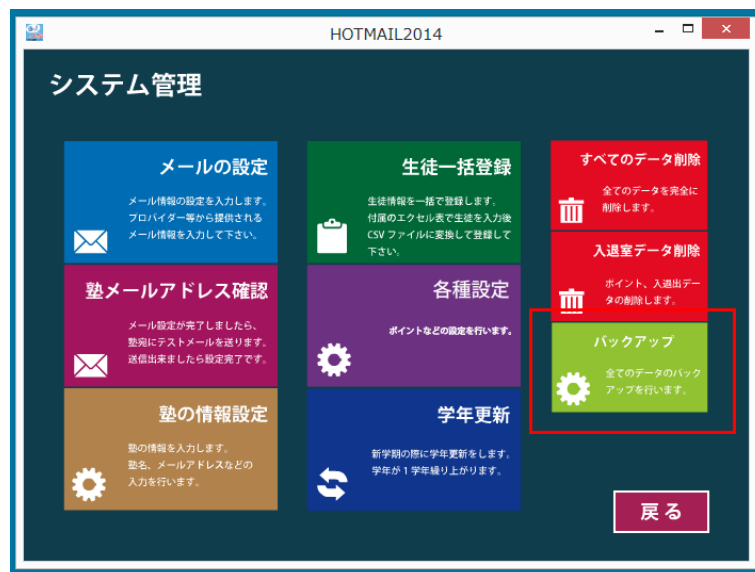 HOTMAIL2014
システム管理
メールの設定
メール情報の設定を入力します。
プロバイダー等から提供される
メール情報を入力して下さい。
生徒一括登録
生徒情報を一括で登録します。
付属のエクセル表で生徒を入力後
CSVファイルに変換して登録して
下さい。
すべてのデータ削除
全てのデータを完全に
削除します。
塾メールアドレス確認
メール設定が完了しましたら、
塾宛にテストメールを送ります。
送信出来ましたら設定完了です。
各種設定
ポイントなどの設定を行います。
入退室データ削除
ポイント、入退出デー
タの削除します。
バックアップ
全てのデータのバック
アップを行います。
塾の情報設定
塾の情報を入力します。
塾名、メールアドレスなどの
入力を行います。
学年更新
新学期の際に学年更新をします。
学年が1学年繰り上がります。
戻る